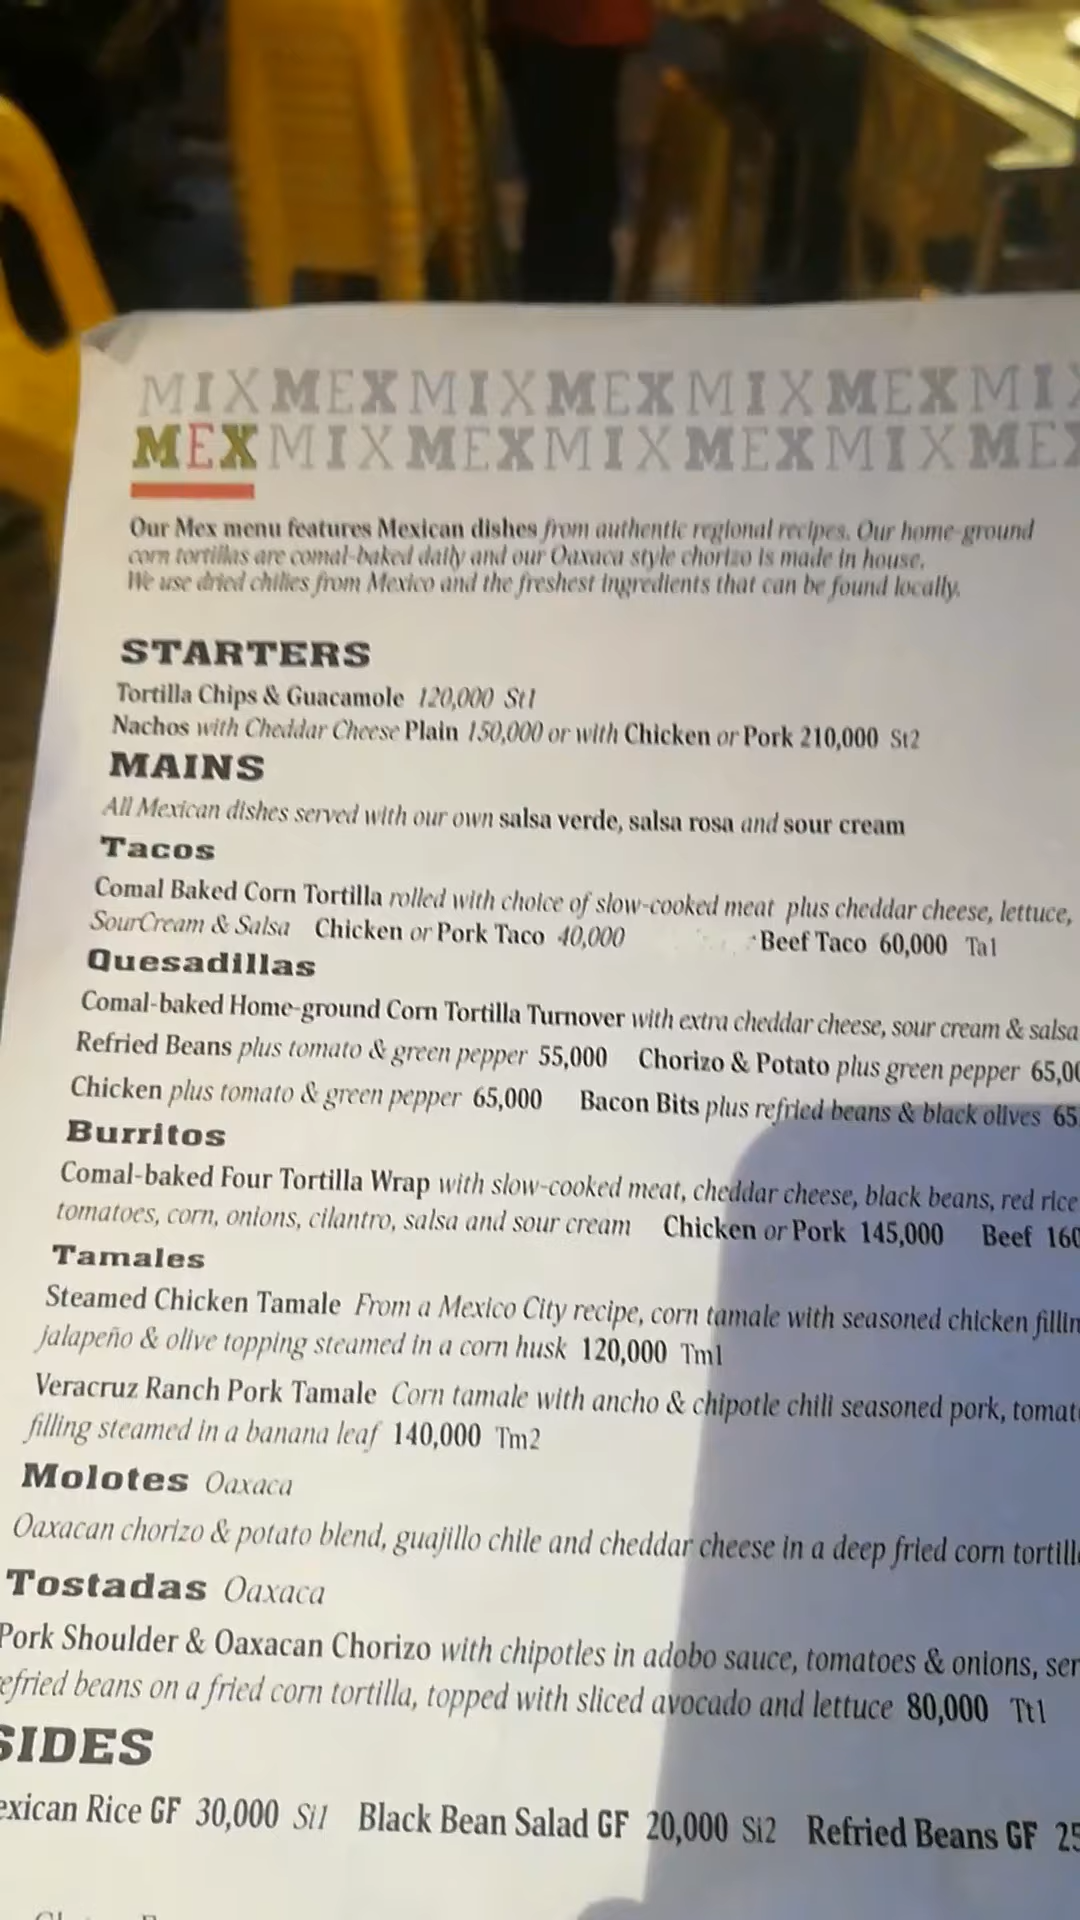 MIXMEXMIXMEXMIXMEXMI
MEXMIXMEXMIXMEXMIXMEX
Our Mex menu features Mexican dishes from authentic regional recipes. Our home-ground
corn tortillas are comal-baked daily and our Oaxaca style chorizo is made in house.
We use dried chilies from Mexico and the freshest ingredients that can be found locally.
STARTERS
Tortilla Chips & Guacamole 120,000 St1
Nachos with Cheddar Cheese Plain 150,000 or with Chicken or Pork 210,000 St2
MAINS
All Mexican dishes served with our own salsa verde, salsa rosa and sour cream
Tacos
Comal Baked Corn Tortilla rolled with choice of slow-cooked meat plus cheddar cheese, lettuce,
SourCream & Salsa Chicken or Pork Taco 40,000 Beef Taco 60,000 Ta1
Quesadillas
Comal-baked Home-ground Corn Tortilla Turnover with extra cheddar cheese, sour cream & salsa
Refried Beans plus tomato & green pepper 55,000 Chorizo & Potato plus green pepper 65,0
Chicken plus tomato & green pepper 65,000 Bacon Bits plus refried beans & black olives 65
Burritos
Comal-baked Four Tortilla Wrap with slow-cooked meat, cheddar cheese, black beans, red rice
tomatoes, corn, onions, cilantro, salsa and sour cream Chicken or Pork 145,000 Beef 160
Tamales
Steamed Chicken Tamale From a Mexico City recipe, corn tamale with seasoned chicken fillin
jalapeño & olive topping steamed in a corn husk 120,000 Tm1
Veracruz Ranch Pork Tamale Corn tamale with ancho & chipotle chili seasoned pork, tomat
filling steamed in a banana leaf 140,000 Tm2
Molotes Oaxaca
Oaxacan chorizo & potato blend, guajillo chile and cheddar cheese in a deep fried corn tortill
Tostadas Oaxaca
Pork Shoulder & Oaxacan Chorizo with chipotles in adobo sauce, tomatoes & onions, ser
efried beans on a fried corn tortilla, topped with sliced avocado and lettuce 80,000 Tt1
SIDES
exican Rice GF 30,000 Si1 Black Bean Salad GF 20,000 Si2 Refried Beans GF 25